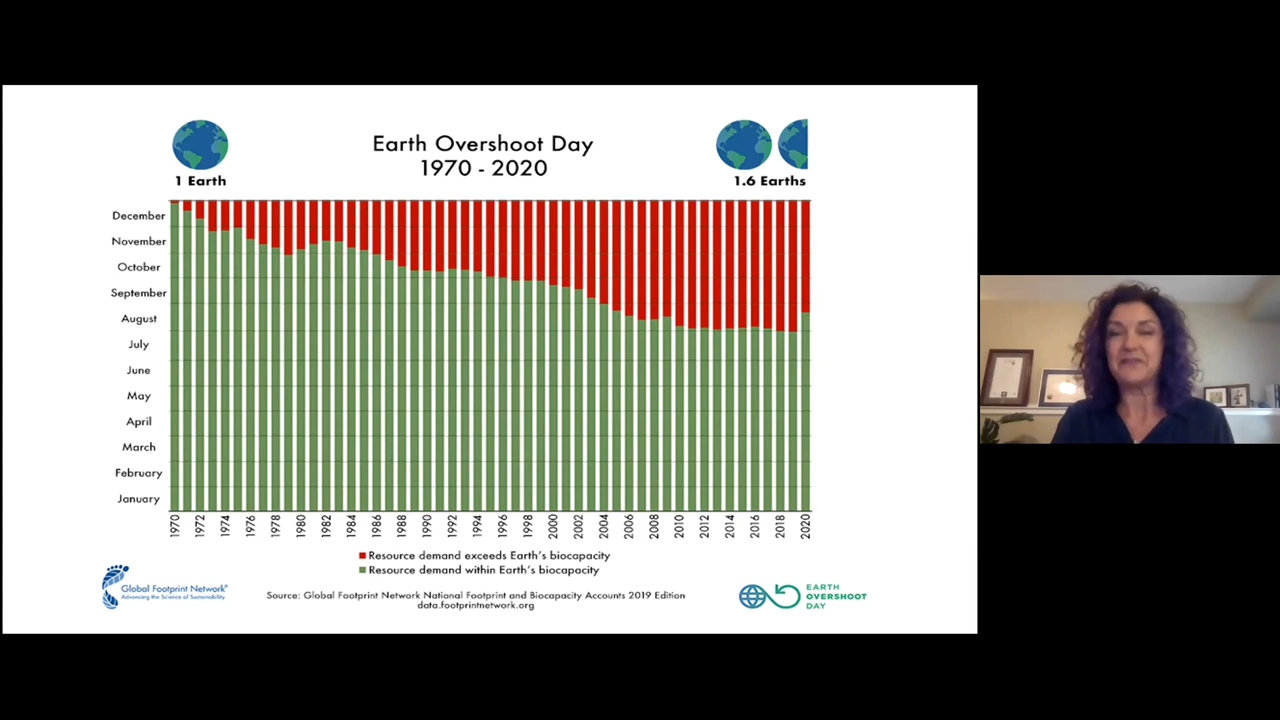 Earth Overshoot Day
1970 - 2020
1 Earth
1.6 Earths
December
November
October
September
August
July
June
May
April
March
February
January
1970 1972 1974 1976 1978 1980 1982 1984 1986 1988 1990 1992 1994 1996 1998 2000 2002 2004 2006 2008 2010 2012 2014 2016 2018 2020
Resource demand exceeds Earth's biocapacity
Resource demand within Earth's biocapacity
Global Footprint Network®
Advancing the Science of Sustainability
Source: Global Footprint Network National Footprint and Biocapacity Accounts 2019 Edition
data.footprintnetwork.org
EARTH
OVERSHOOT
DAY